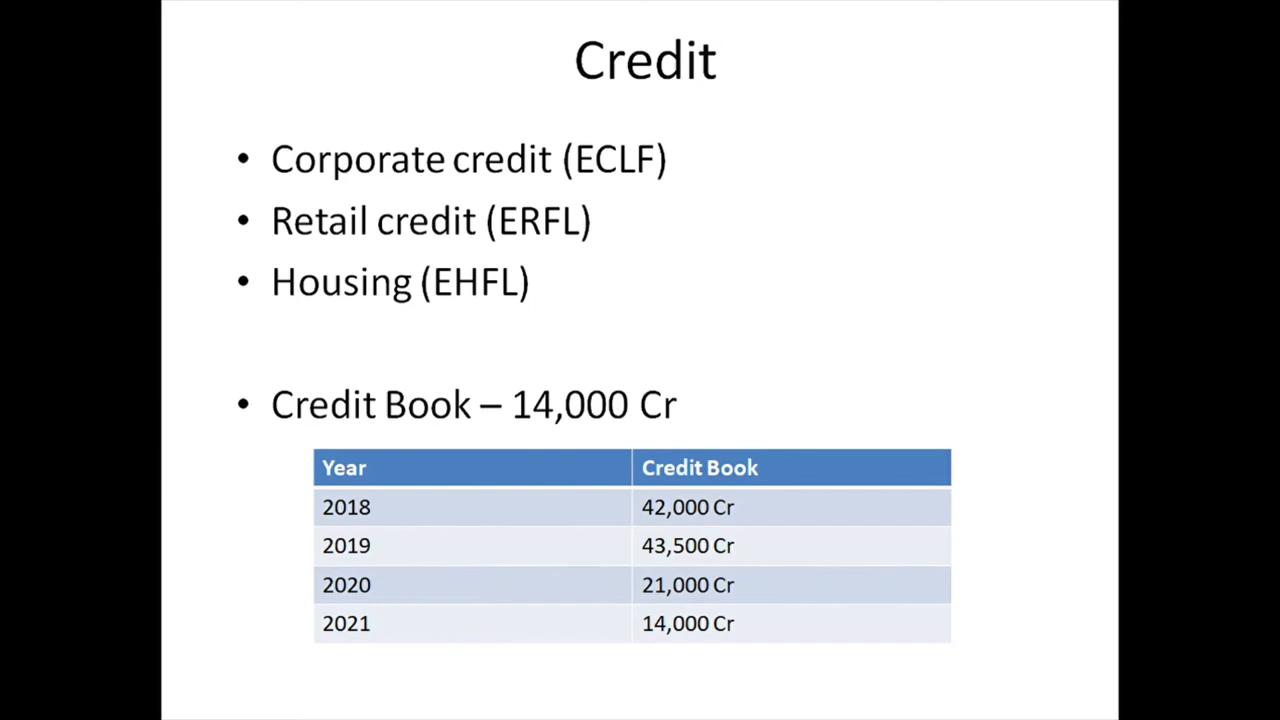 Credit
• Corporate credit (ECLF)
• Retail credit (ERFL)
• Housing (EHFL)
• Credit Book – 14,000 Cr
Year Credit Book
2018 42,000 Cr
2019 43,500 Cr
2020 21,000 Cr
2021 14,000 Cr